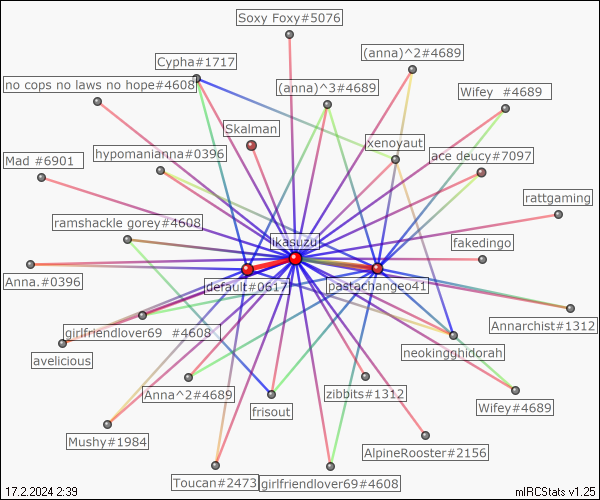 Soxy Foxy#5076
(anna)^2#4689
Cypha#1717
no cops no laws no hope#4608
(anna)^3#4689
Wifey  #4689
Skalman
xenoyaut
hypomanianna#0396
ace deucy#7097
Mad #6901
rattgaming
ramshackle gorey#4608
Ikasuzu
fakedingo
Anna.#0396
default#0617
pastachangeo41
girlfriendlover69  #4608
Annarchist#1312
avelicious
neokingghidorah
Anna^2#4689
zibbits#1312
frisout
Wifey#4689
Mushy#1984
AlpineRooster#2156
Toucan#2473
girlfriendlover69#4608
17.2.2024 2:39
mIRCStats v1.25